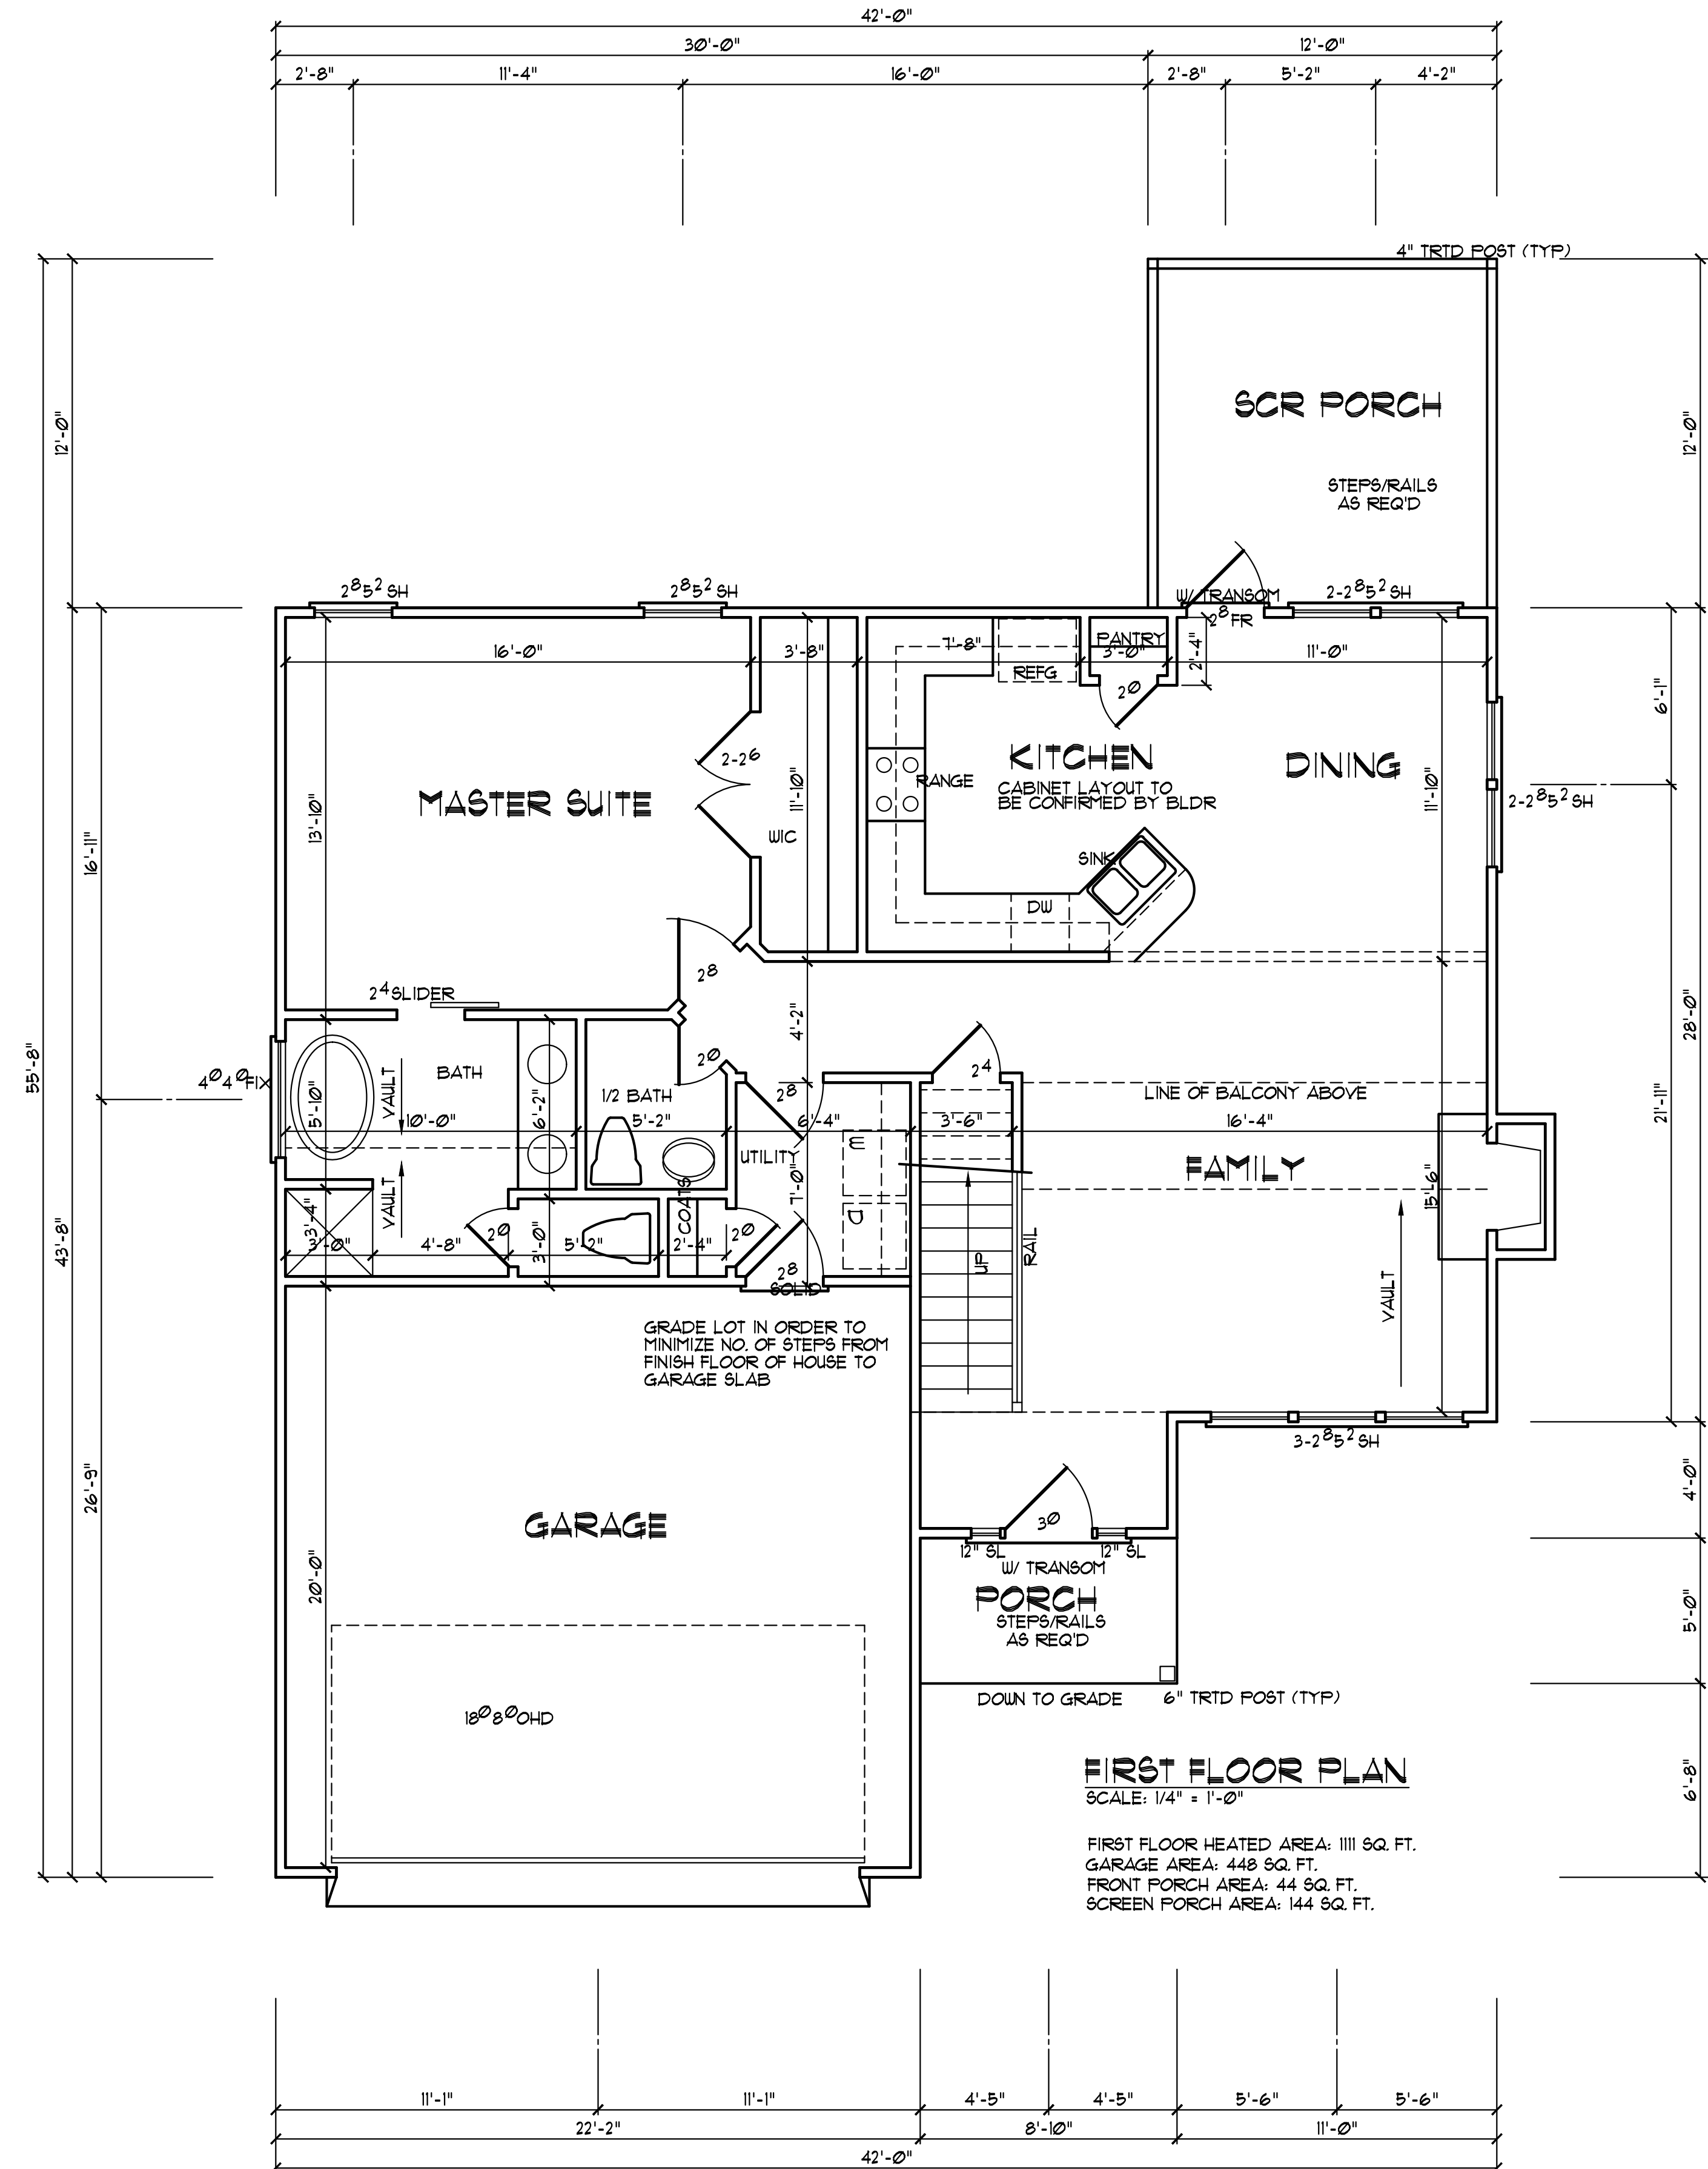 42'-0"
30'-0" 12'-0"
2'-8" 11'-4" 16'-0" 2'-8" 5'-2" 4'-2"
4" TRTD POST (TYP)
SCR PORCH
12'-0"
12'-0"
STEPS/RAILS
AS REQ'D
2⁸5² SH
2⁸5² SH
W/ TRANSOM
2⁸ FR
2-2⁸5² SH
16'-0"
3'-8"
7'-8"
REFG
PANTRY
3'-0"
2'-4"
11'-0"
2⁰
6'-1"
2-2⁶
KITCHEN
CABINET LAYOUT TO
BE CONFIRMED BY BLDR
RANGE
DINING
MASTER SUITE
13'-10"
11'-10"
11'-10"
2-2⁸5² SH
WIC
SINK
DW
16'-11"
2⁸
2⁴ SLIDER
4'-2"
28'-0"
55'-8"
4⁰4⁰ FIX
BATH
VAULT
5'-10"
10'-0"
6'-2"
1/2 BATH
5'-2"
2⁰
2⁸
2⁴
LINE OF BALCONY ABOVE
6'-4"
3'-6"
16'-4"
21'-11"
UTILITY
W
D
7'-0"
FAMILY
15'-6"
VAULT
3'-4"
3'-0"
4'-8"
2⁰
3'-0"
5'-2"
COATS
2'-4"
2⁰
2⁸
SOLID
UP
RAIL
VAULT
43'-8"
GRADE LOT IN ORDER TO
MINIMIZE NO. OF STEPS FROM
FINISH FLOOR OF HOUSE TO
GARAGE SLAB
3-2⁸5² SH
26'-9"
4'-0"
GARAGE
20'-0"
3⁰
12" SL
12" SL
W/ TRANSOM
PORCH
STEPS/RAILS
AS REQ'D
5'-0"
DOWN TO GRADE
6" TRTD POST (TYP)
18⁰8⁰ OHD
6'-8"
FIRST FLOOR PLAN
SCALE: 1/4" = 1'-0"
FIRST FLOOR HEATED AREA: 1111 SQ. FT.
GARAGE AREA: 448 SQ. FT.
FRONT PORCH AREA: 44 SQ. FT.
SCREEN PORCH AREA: 144 SQ. FT.
11'-1" 11'-1" 4'-5" 4'-5" 5'-6" 5'-6"
22'-2" 8'-10" 11'-0"
42'-0"